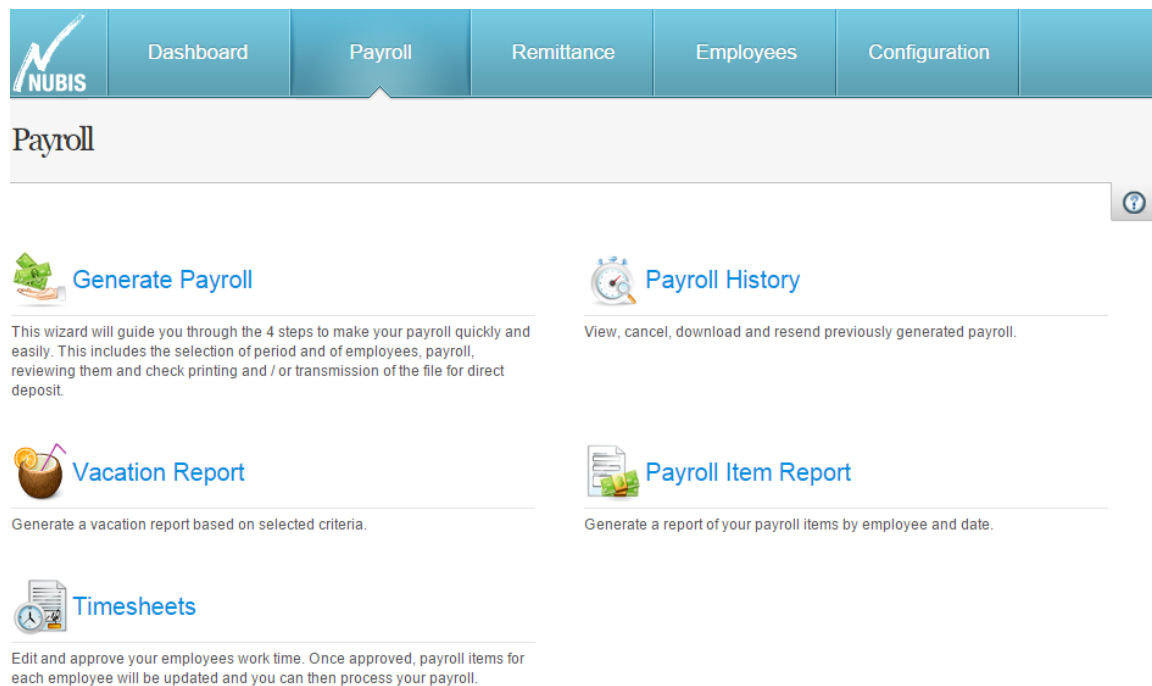 NUBIS
Dashboard
Payroll
Remittance
Employees
Configuration
Payroll
?
Generate Payroll
This wizard will guide you through the 4 steps to make your payroll quickly and
easily. This includes the selection of period and of employees, payroll,
reviewing them and check printing and / or transmission of the file for direct
deposit.
Payroll History
View, cancel, download and resend previously generated payroll.
Vacation Report
Generate a vacation report based on selected criteria.
Payroll Item Report
Generate a report of your payroll items by employee and date.
Timesheets
Edit and approve your employees work time. Once approved, payroll items for
each employee will be updated and you can then process your payroll.